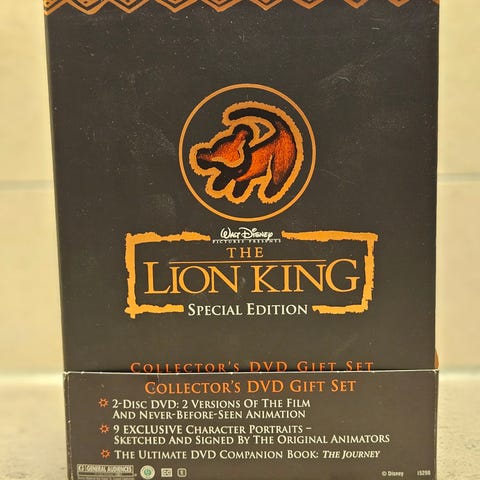 Walt Disney
PICTURES PRESENTS
THE
LION KING
SPECIAL EDITION
COLLECTOR'S DVD GIFT SET
COLLECTOR'S DVD GIFT SET
2-DISC DVD: 2 VERSIONS OF THE FILM
AND NEVER-BEFORE-SEEN ANIMATION
9 EXCLUSIVE CHARACTER PORTRAITS –
SKETCHED AND SIGNED BY THE ORIGINAL ANIMATORS
THE ULTIMATE DVD COMPANION BOOK: THE JOURNEY
GENERAL AUDIENCES
© Disney 15298